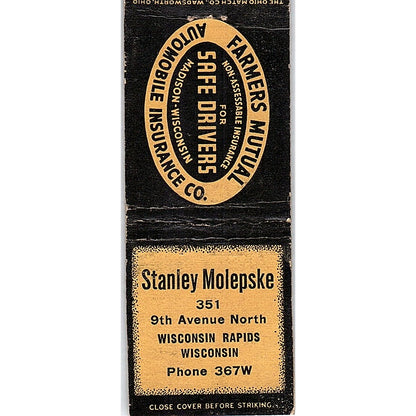 THE OHIO MATCH CO., WADSWORTH, OHIO
FARMERS MUTUAL
AUTOMOBILE INSURANCE CO.
NON-ASSESSABLE INSURANCE
FOR
SAFE DRIVERS
MADISON-WISCONSIN
Stanley Molepske
351
9th Avenue North
WISCONSIN RAPIDS
WISCONSIN
Phone 367W
CLOSE COVER BEFORE STRIKING